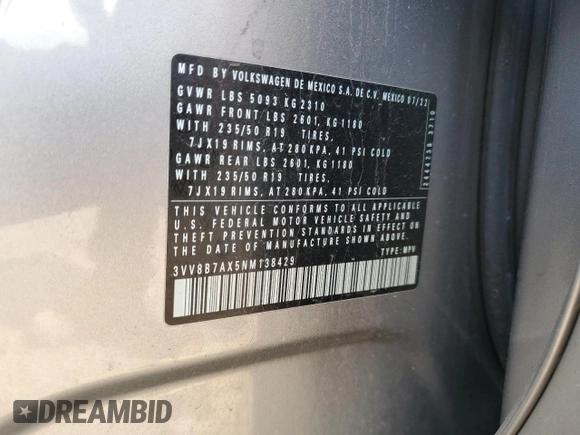 MFD BY VOLKSWAGEN DE MEXICO S.A. DE C.V. MEXICO 07/22
GVWR LBS 5093 KG 2310
GAWR FRONT LBS 2601, KG 1180
WITH 235/50 R19 TIRES,
7JX19 RIMS, AT 280 KPA, 41 PSI COLD
GAWR REAR LBS 2601, KG 1180
WITH 235/50 R19 TIRES,
7JX19 RIMS, AT 280 KPA, 41 PSI COLD
THIS VEHICLE CONFORMS TO ALL APPLICABLE
U.S. FEDERAL MOTOR VEHICLE SAFETY AND
THEFT PREVENTION STANDARDS IN EFFECT ON
THE DATE OF MANUFACTURE SHOWN ABOVE.
3VV8B7AX5NM138429 TYPE: MPV
2444738 3710
DREAMBID